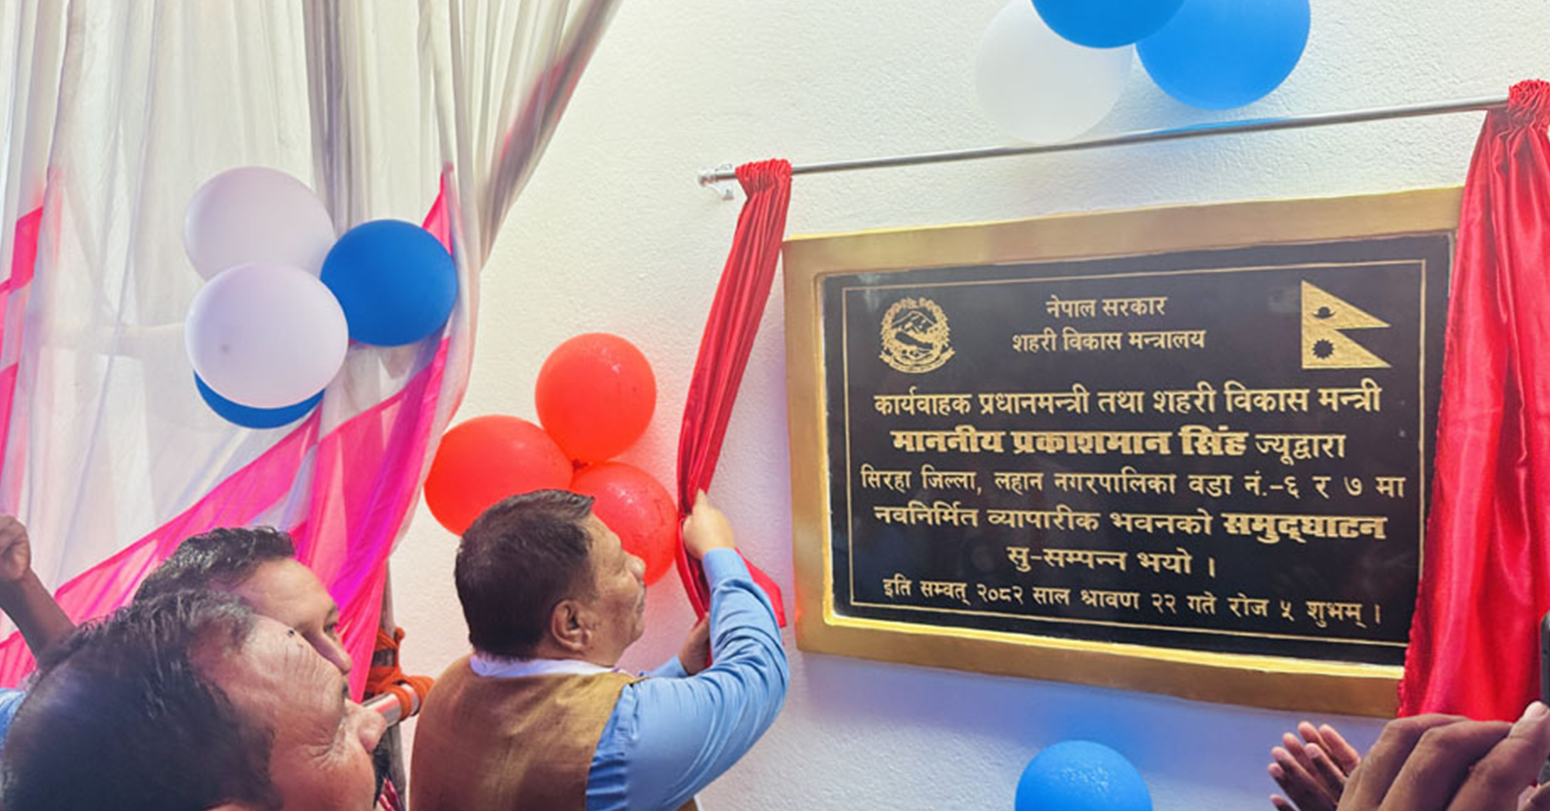 नेपाल सरकार
शहरी विकास मन्त्रालय
कार्यवाहक प्रधानमन्त्री तथा शहरी विकास मन्त्री
माननीय प्रकाशमान सिंह ज्यूद्वारा
सिरहा जिल्ला, लहान नगरपालिका वडा नं.-६ र ७ मा
नवनिर्मित व्यापारीक भवनको समुद्घाटन
सु-सम्पन्न भयो ।
इति सम्वत् २०८२ साल श्रावण २२ गते रोज ५ शुभम् ।